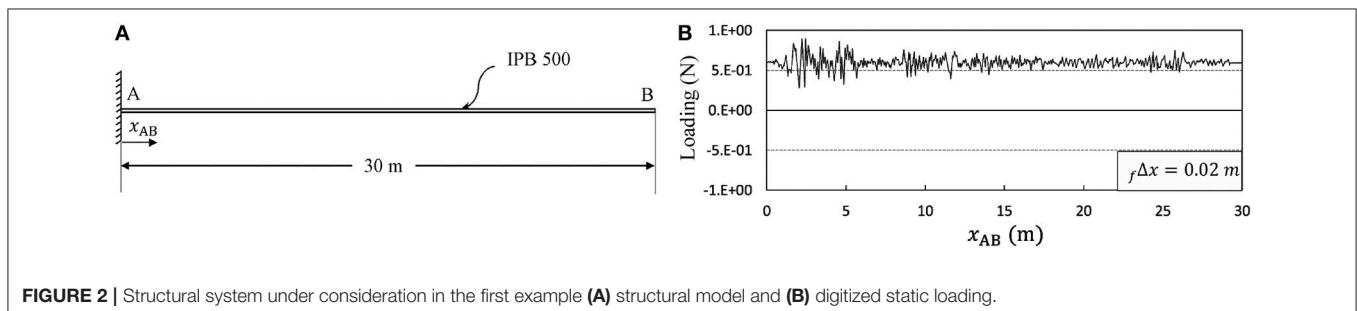 A
IPB 500
A
B
x_AB
30 m
B
Loading (N)
1.E+00
5.E-01
0.E+00
-5.E-01
-1.E+00
fΔx = 0.02 m
0 5 10 15 20 25 30
x_AB (m)
FIGURE 2 | Structural system under consideration in the first example (A) structural model and (B) digitized static loading.